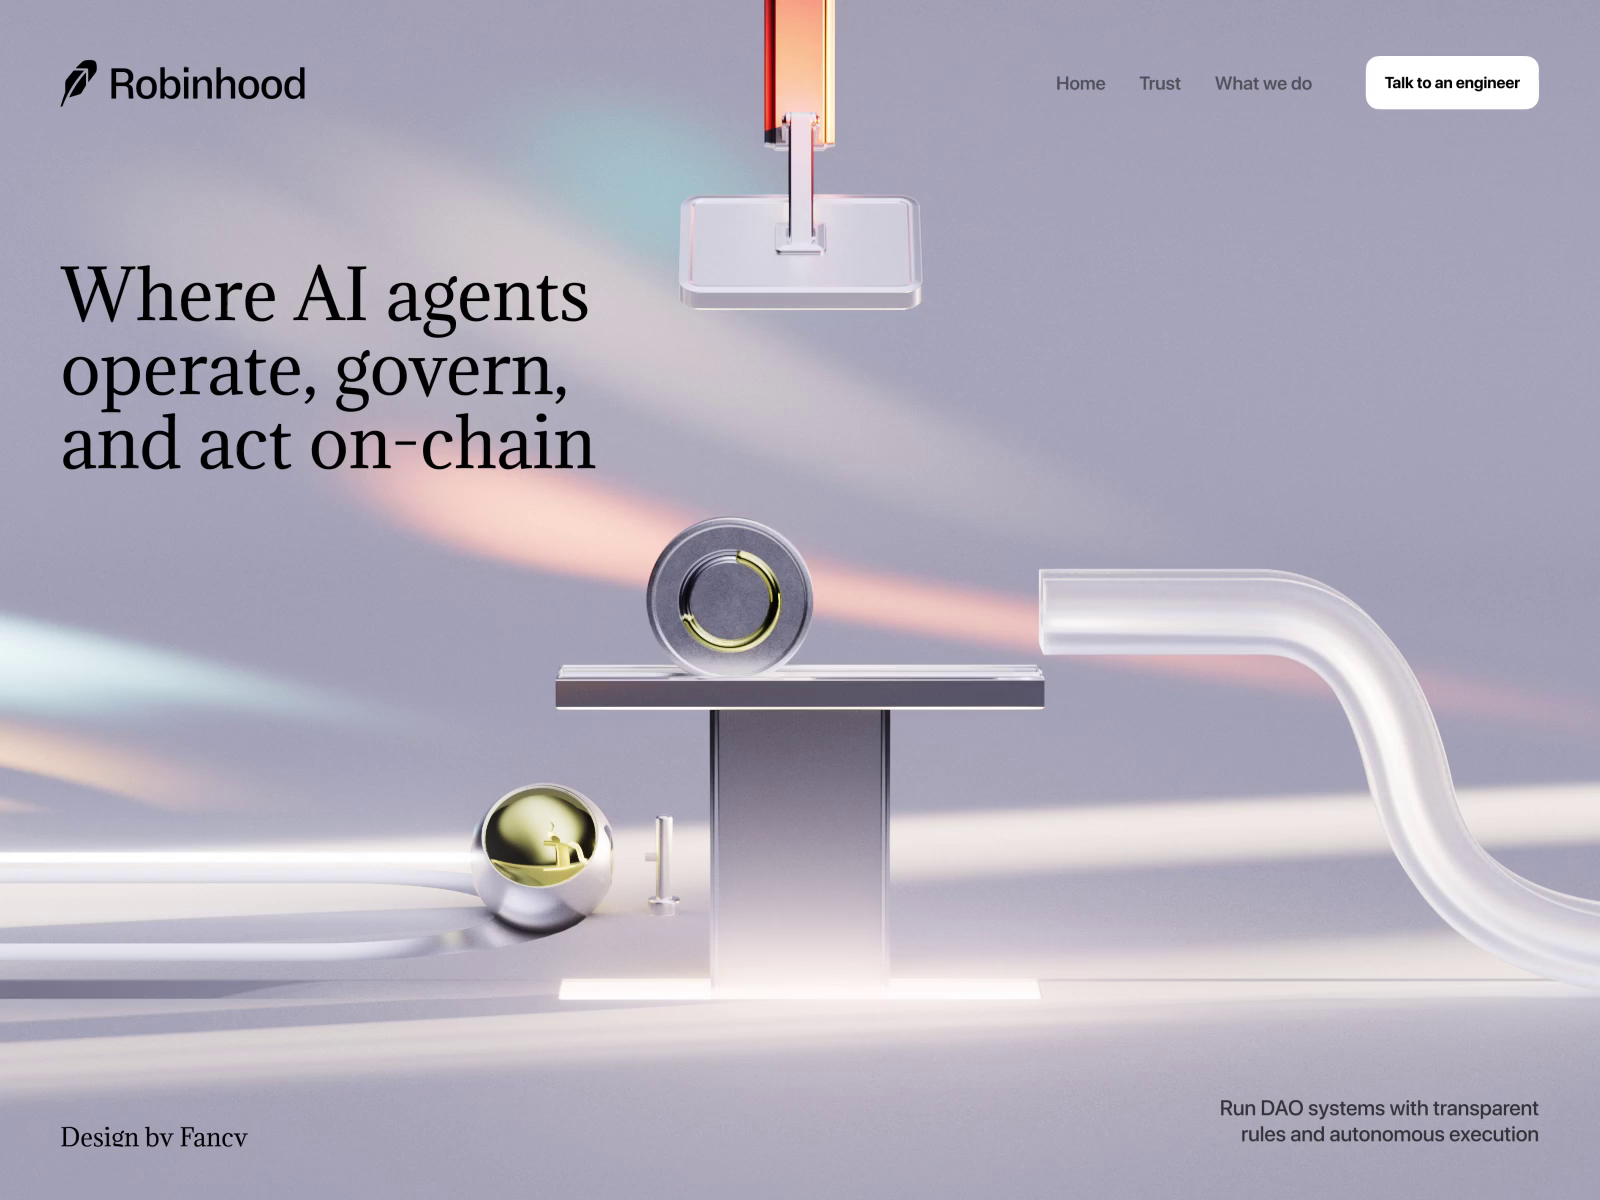 Robinhood
Home Trust What we do Talk to an engineer
Where AI agents
operate, govern,
and act on-chain
Design by Fancy
Run DAO systems with transparent
rules and autonomous execution